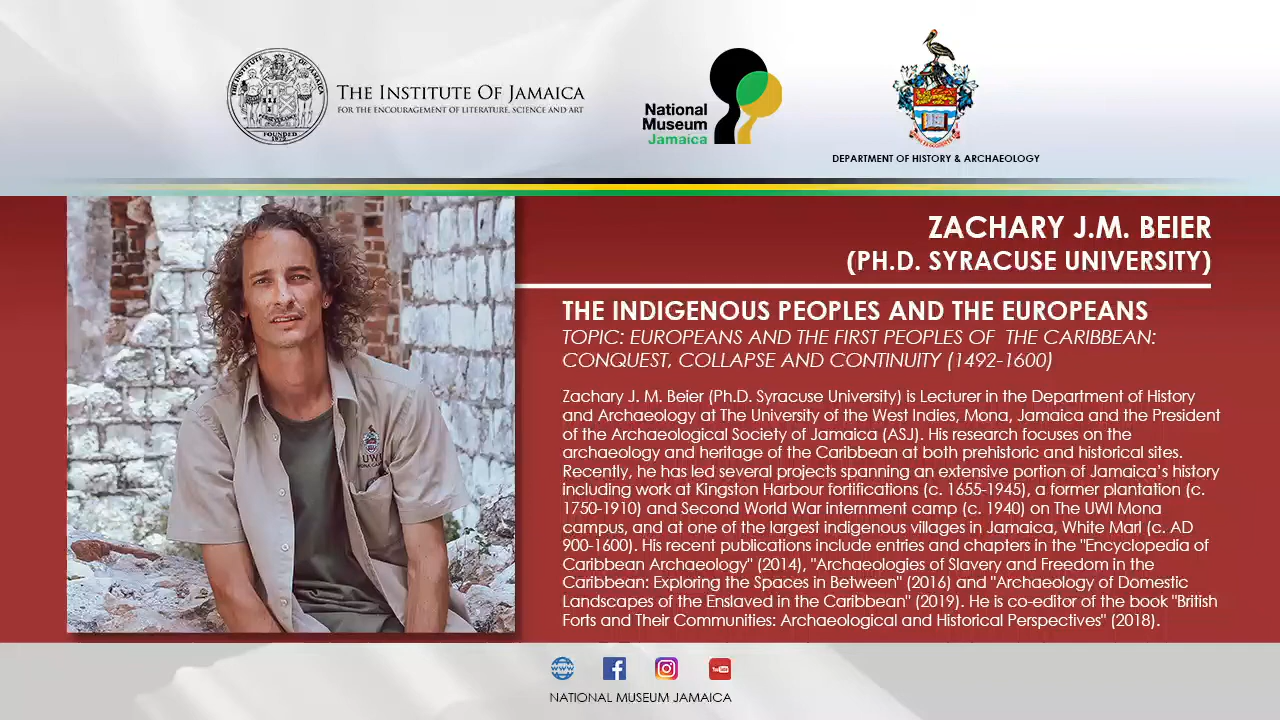 THE INSTITUTE OF JAMAICA
FOR THE ENCOURAGEMENT OF LITERATURE, SCIENCE AND ART
THE INSTITUTE OF JAMAICA
FOUNDED
National
Museum
Jamaica
DEPARTMENT OF HISTORY & ARCHAEOLOGY
ZACHARY J.M. BEIER
(PH.D. SYRACUSE UNIVERSITY)
THE INDIGENOUS PEOPLES AND THE EUROPEANS
TOPIC: EUROPEANS AND THE FIRST PEOPLES OF THE CARIBBEAN:
CONQUEST, COLLAPSE AND CONTINUITY (1492-1600)
Zachary J. M. Beier (Ph.D. Syracuse University) is Lecturer in the Department of History
and Archaeology at The University of the West Indies, Mona, Jamaica and the President
of the Archaeological Society of Jamaica (ASJ). His research focuses on the
archaeology and heritage of the Caribbean at both prehistoric and historical sites.
Recently, he has led several projects spanning an extensive portion of Jamaica's history
including work at Kingston Harbour fortifications (c. 1655-1945), a former plantation (c.
1750-1910) and Second World War internment camp (c. 1940) on The UWI Mona
campus, and at one of the largest indigenous villages in Jamaica, White Marl (c. AD
900-1600). His recent publications include entries and chapters in the "Encyclopedia of
Caribbean Archaeology" (2014), "Archaeologies of Slavery and Freedom in the
Caribbean: Exploring the Spaces in Between" (2016) and "Archaeology of Domestic
Landscapes of the Enslaved in the Caribbean" (2019). He is co-editor of the book "British
Forts and Their Communities: Archaeological and Historical Perspectives" (2018).
UWI
WWW
YouTube
NATIONAL MUSEUM JAMAICA